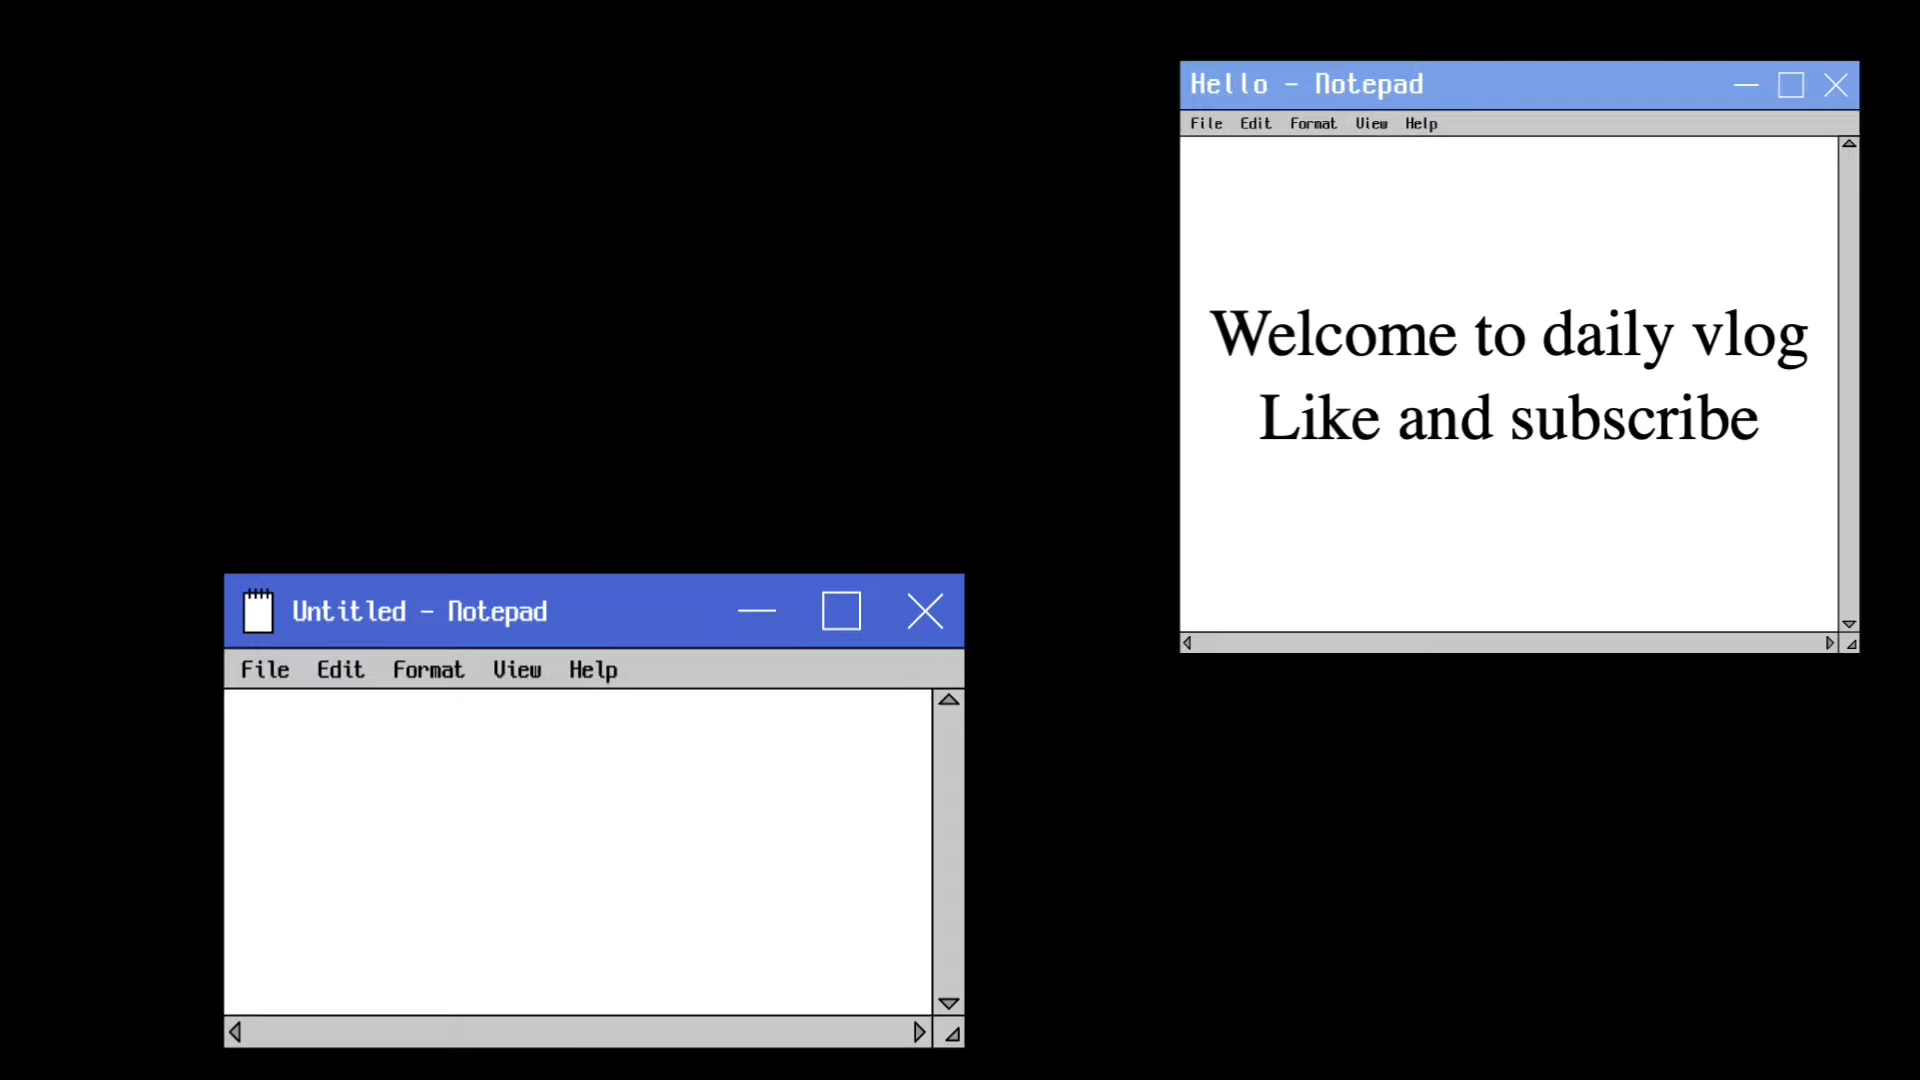 Hello - Notepad
File Edit Format View Help
Welcome to daily vlog
Like and subscribe
Untitled - Notepad
File Edit Format View Help